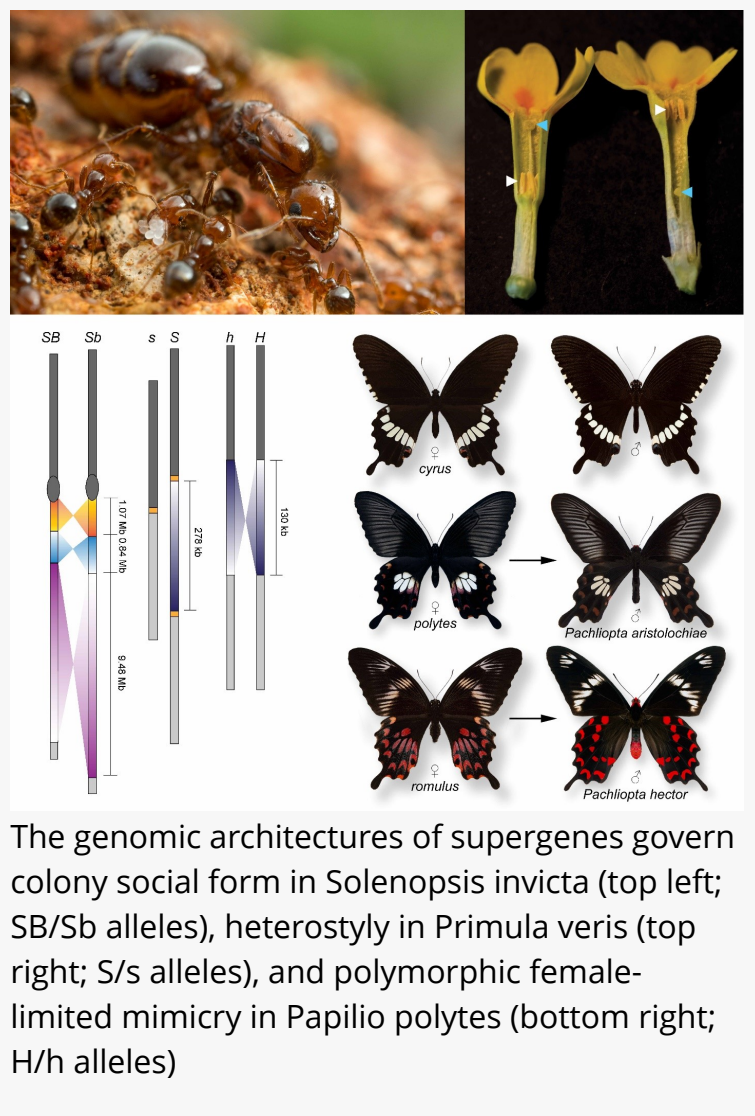 SB Sb s S h H
1.07 Mb
0.84 Mb
9.48 Mb
278 kb
130 kb
♀
cyrus
♂
♀
polytes
♂
Pachliopta aristolochiae
♀
romulus
♂
Pachliopta hector
The genomic architectures of supergenes govern
colony social form in Solenopsis invicta (top left;
SB/Sb alleles), heterostyly in Primula veris (top
right; S/s alleles), and polymorphic female-
limited mimicry in Papilio polytes (bottom right;
H/h alleles)